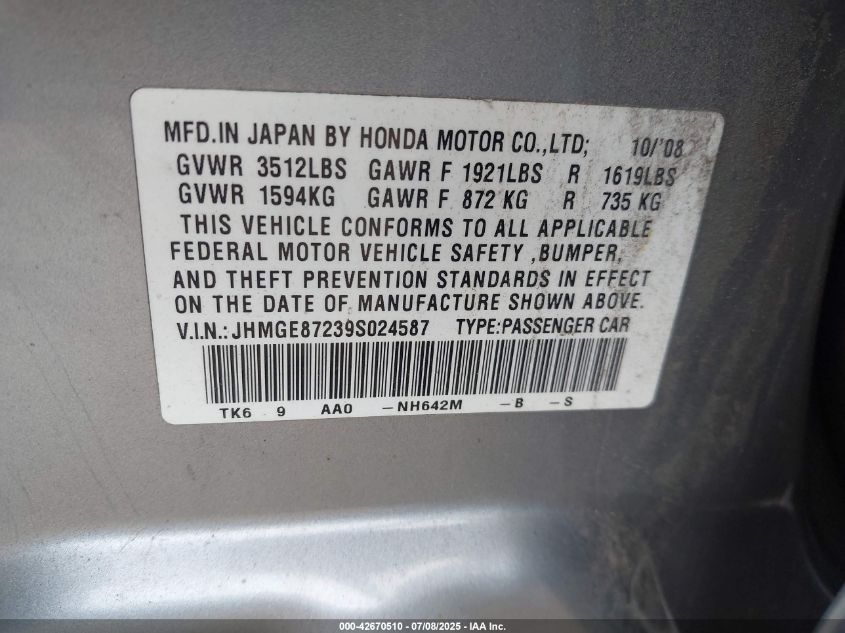 MFD.IN JAPAN BY HONDA MOTOR CO.,LTD; 10/'08
GVWR 3512LBS GAWR F 1921LBS R 1619LBS
GVWR 1594KG GAWR F 872 KG R 735 KG
THIS VEHICLE CONFORMS TO ALL APPLICABLE
FEDERAL MOTOR VEHICLE SAFETY ,BUMPER,
AND THEFT PREVENTION STANDARDS IN EFFECT
ON THE DATE OF MANUFACTURE SHOWN ABOVE.
V.I.N.:JHMGE87239S024587 TYPE:PASSENGER CAR
TK6 9 AA0 -NH642M -B -S
000-42670510 - 07/08/2025 - IAA Inc.